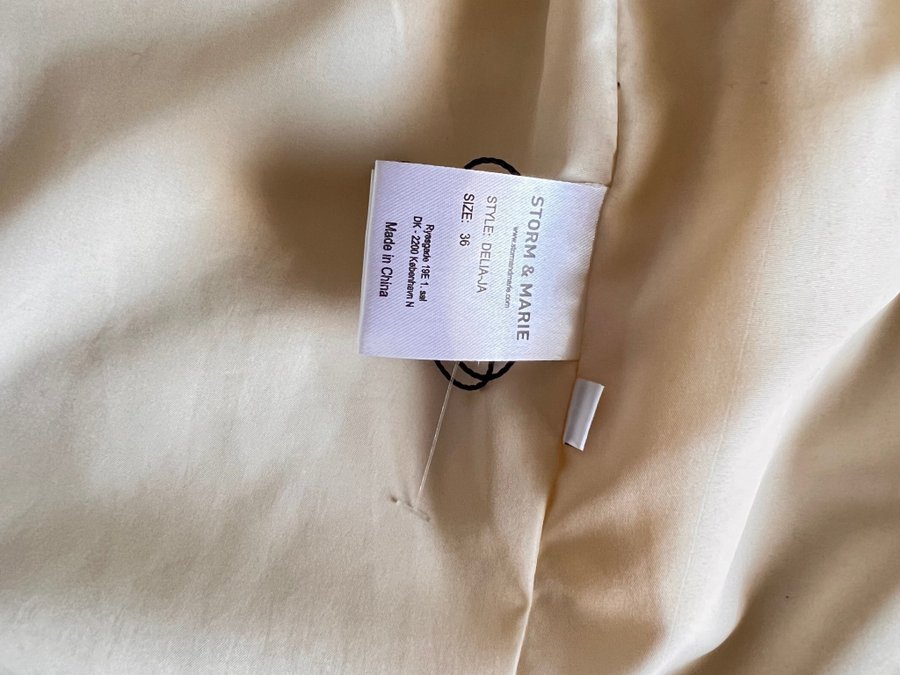 STORM & MARIE
www.stormandmarie.com
STYLE: DELIA-JA
SIZE: 36
Ryesgade 19E 1. sal
DK - 2200 København N
Made in China